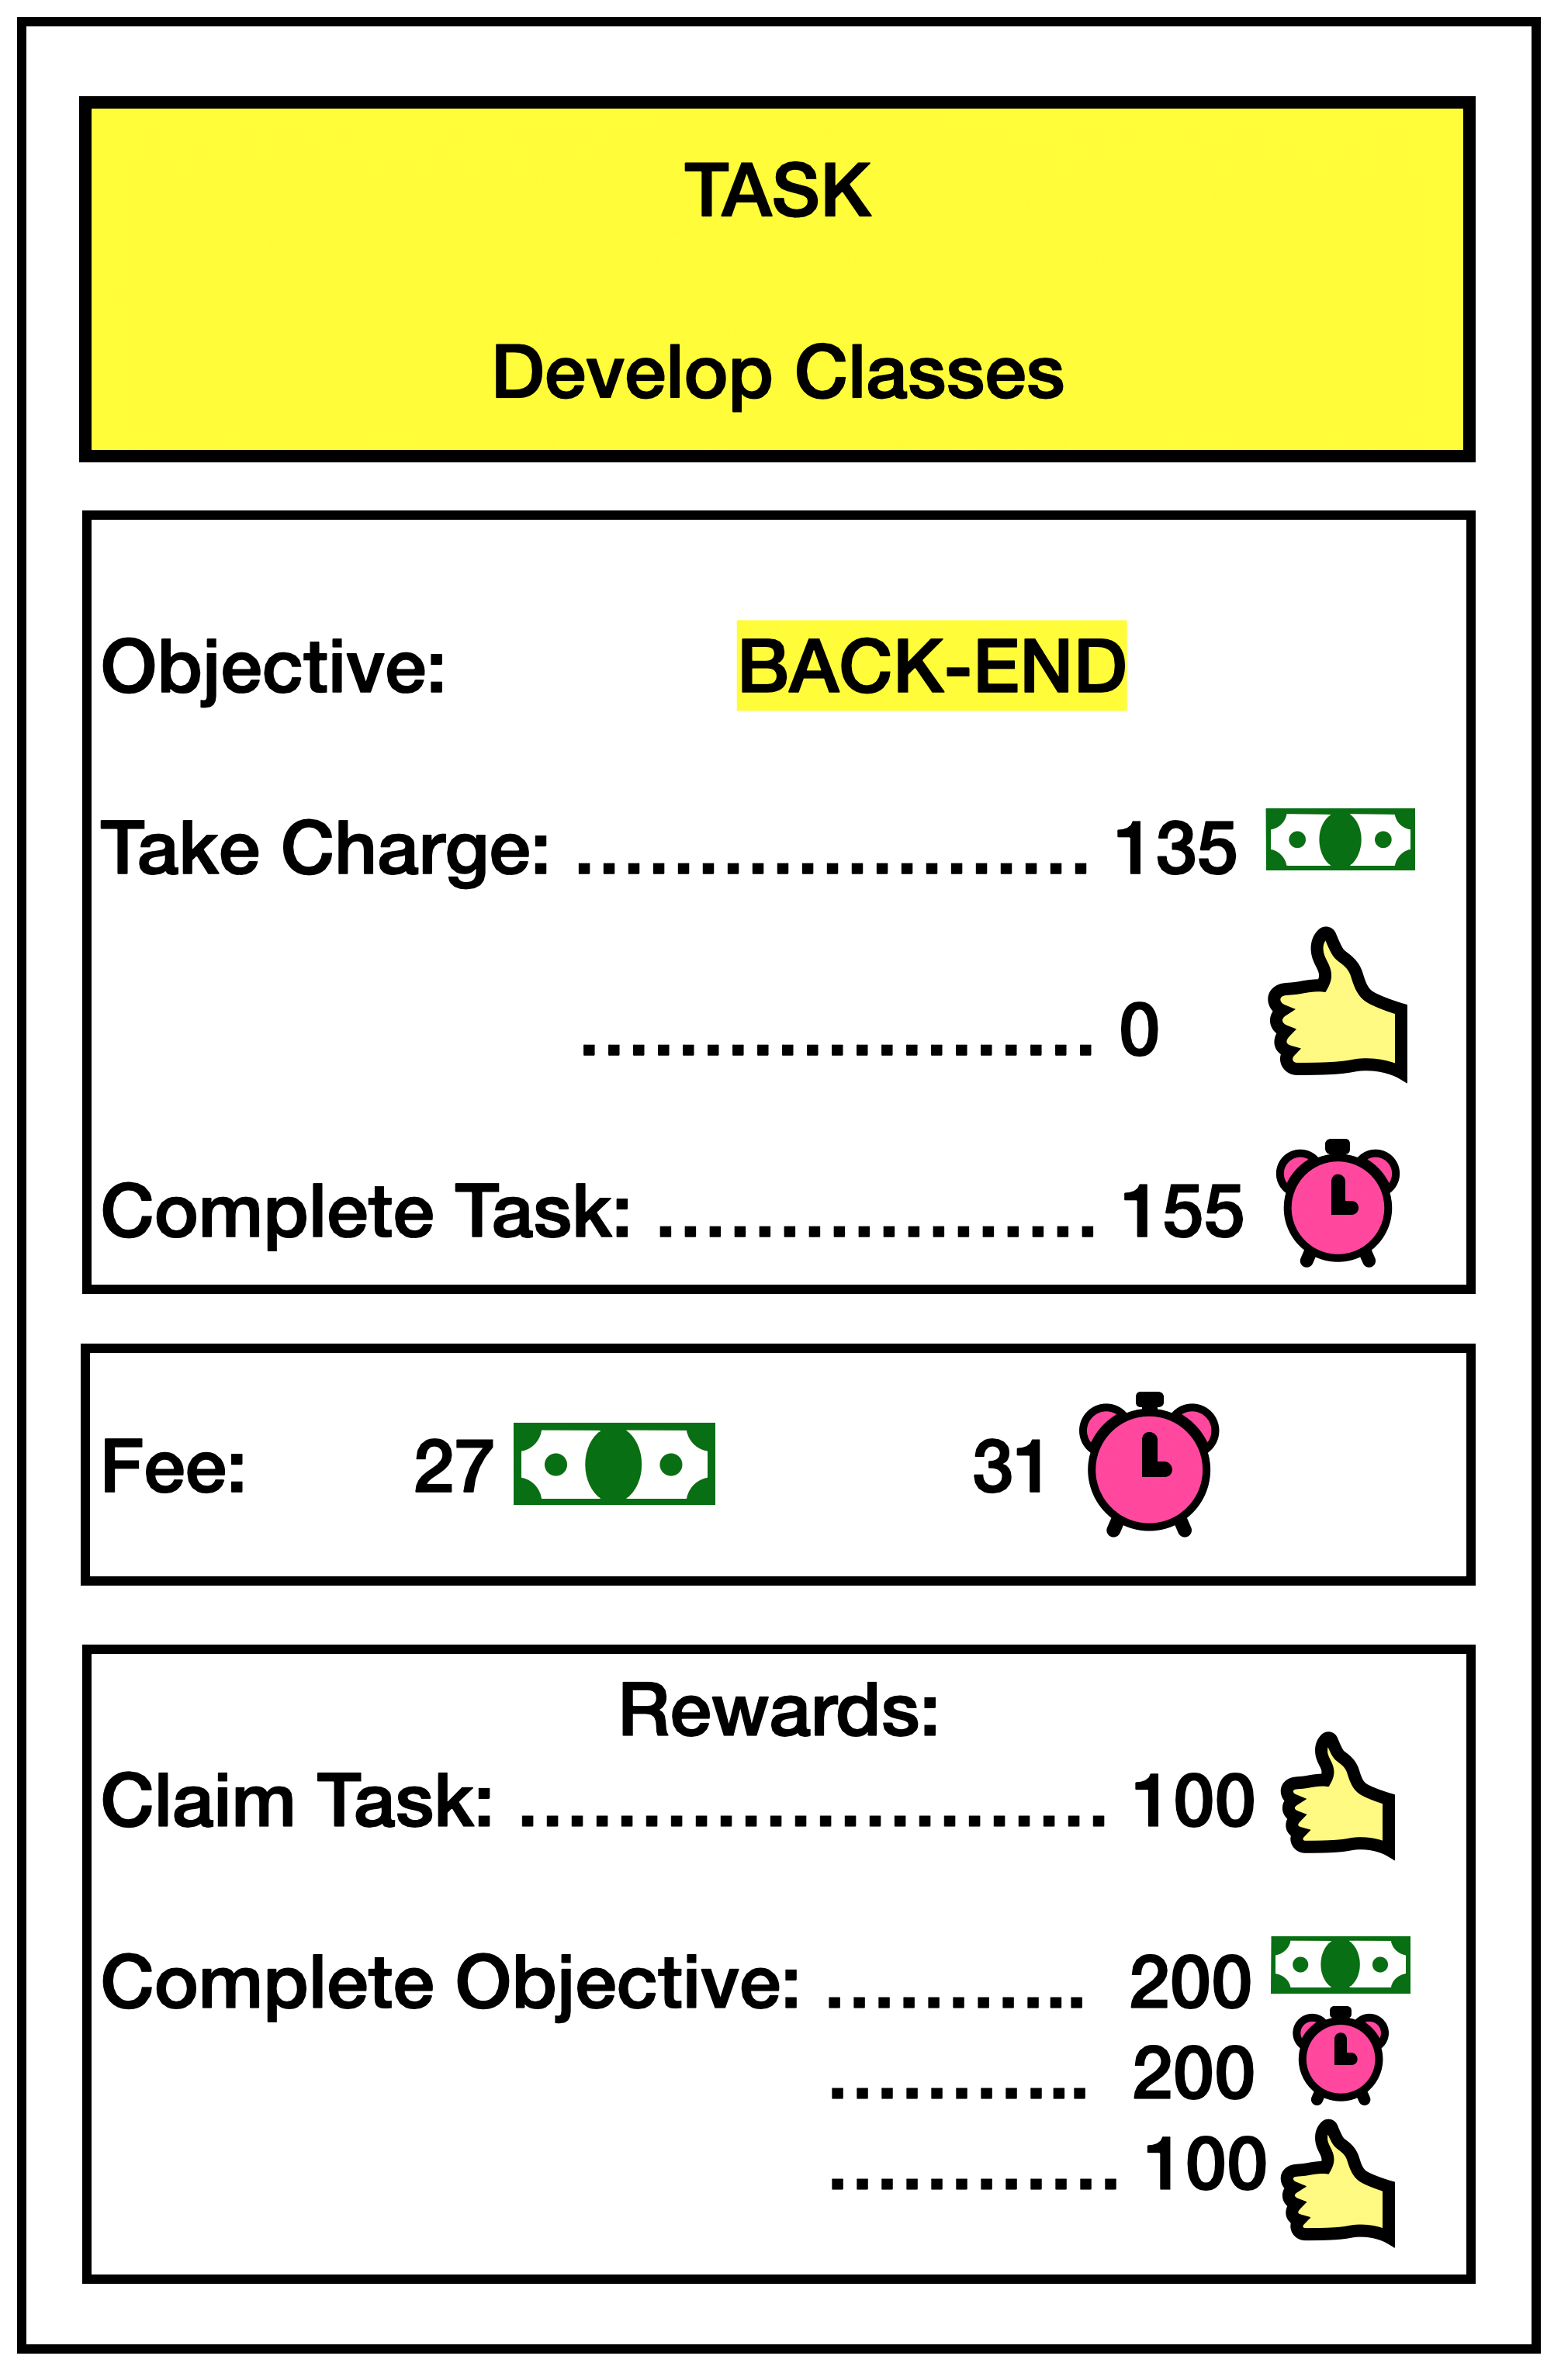 TASK
Develop Classes
Objective: BACK-END
Take Charge: ..................... 135
..................... 0
Complete Task: .................. 155
Fee: 27 31
Rewards:
Claim Task: ........................ 100
Complete Objective: ........... 200
........... 200
............ 100